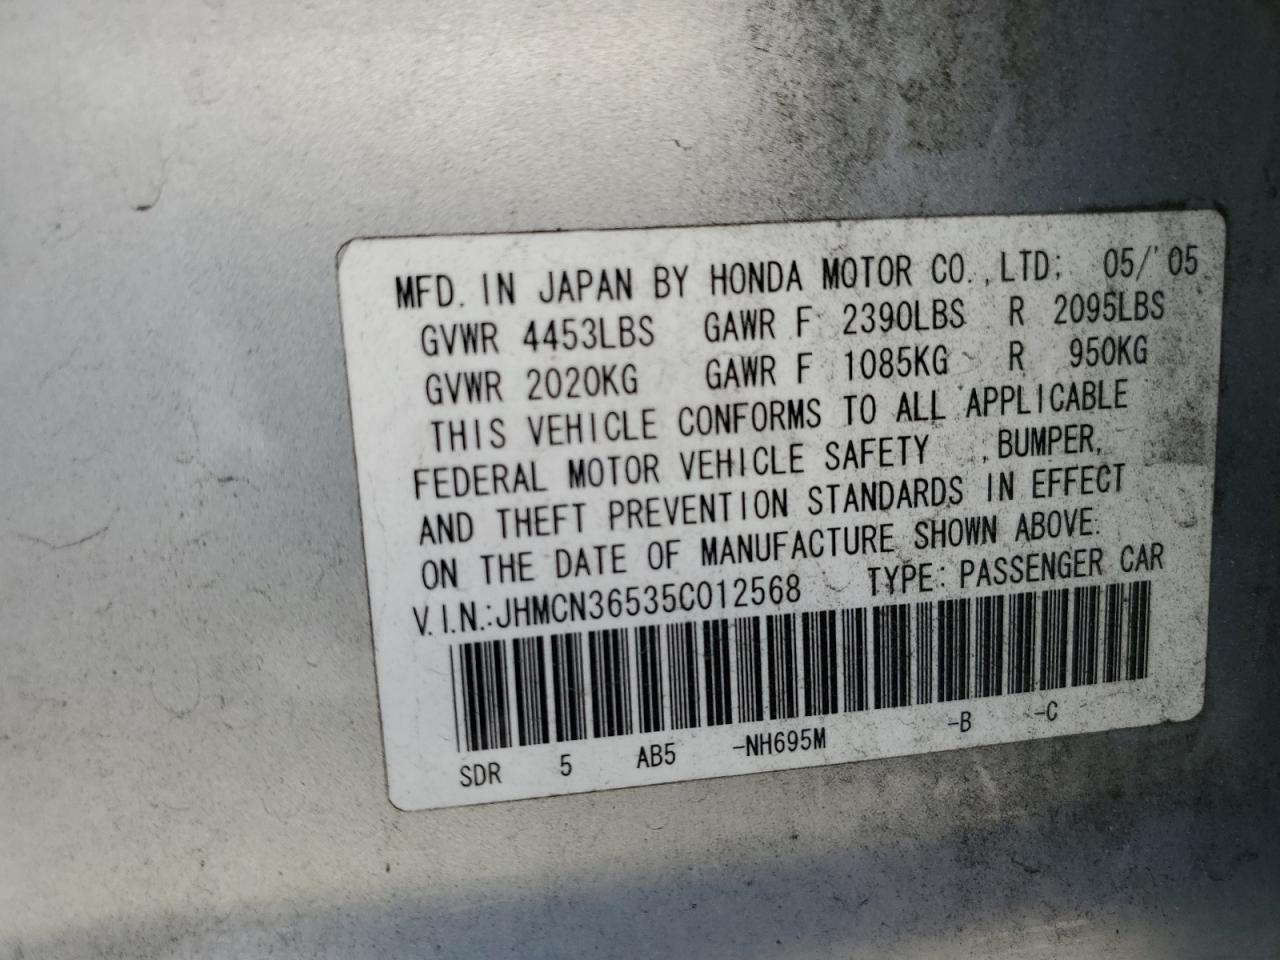 MFD. IN JAPAN BY HONDA MOTOR CO.,LTD: 05/'05
GVWR 4453LBS GAWR F 2390LBS R 2095LBS
GVWR 2020KG GAWR F 1085KG R 950KG
THIS VEHICLE CONFORMS TO ALL APPLICABLE
FEDERAL MOTOR VEHICLE SAFETY , BUMPER,
AND THEFT PREVENTION STANDARDS IN EFFECT
ON THE DATE OF MANUFACTURE SHOWN ABOVE.
V.I.N.:JHMCN36535C012568 TYPE: PASSENGER CAR
SDR 5 AB5 -NH695M -B -C